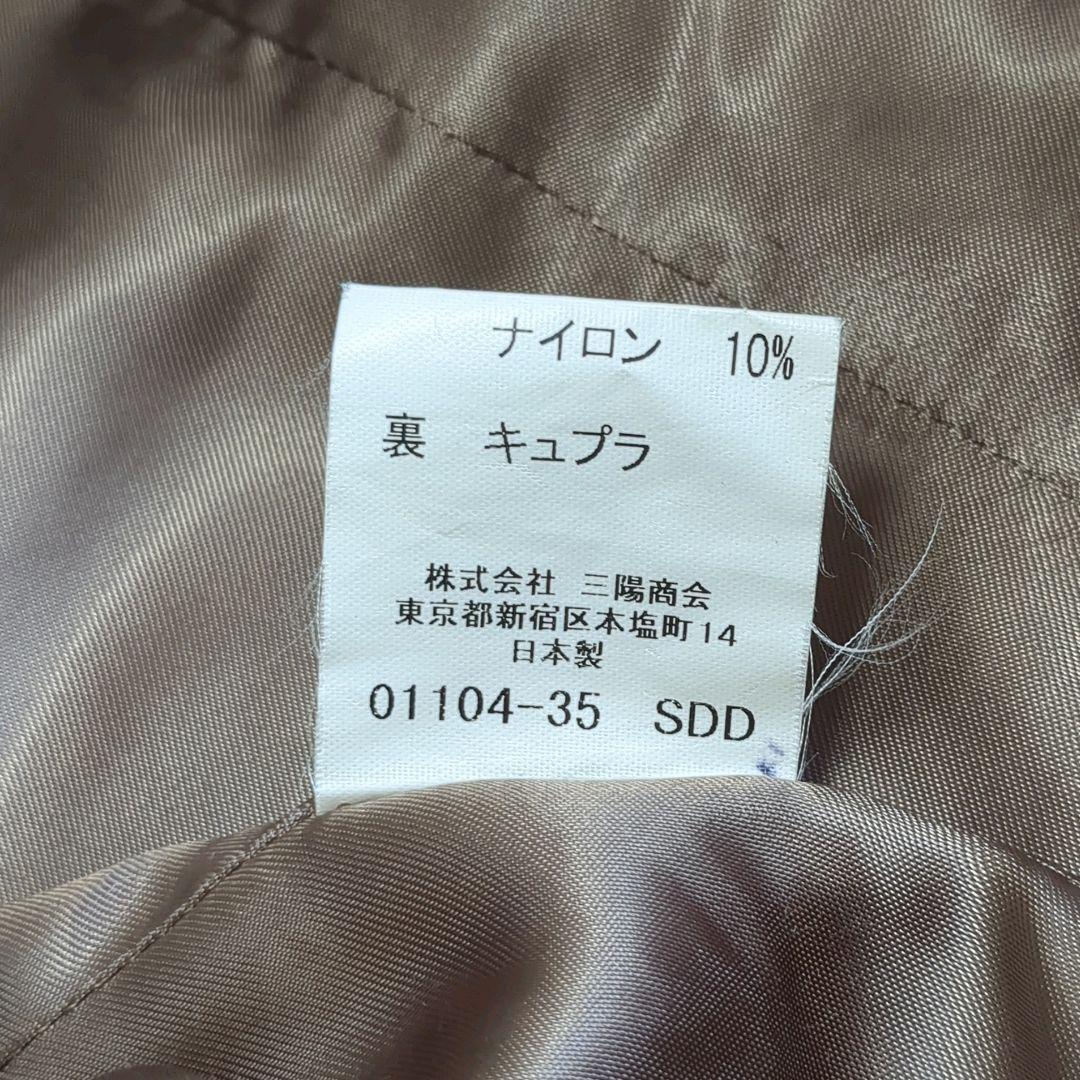 ナイロン 10%
裏 キュプラ
株式会社 三陽商会
東京都新宿区本塩町14
日本製
01104-35 SDD